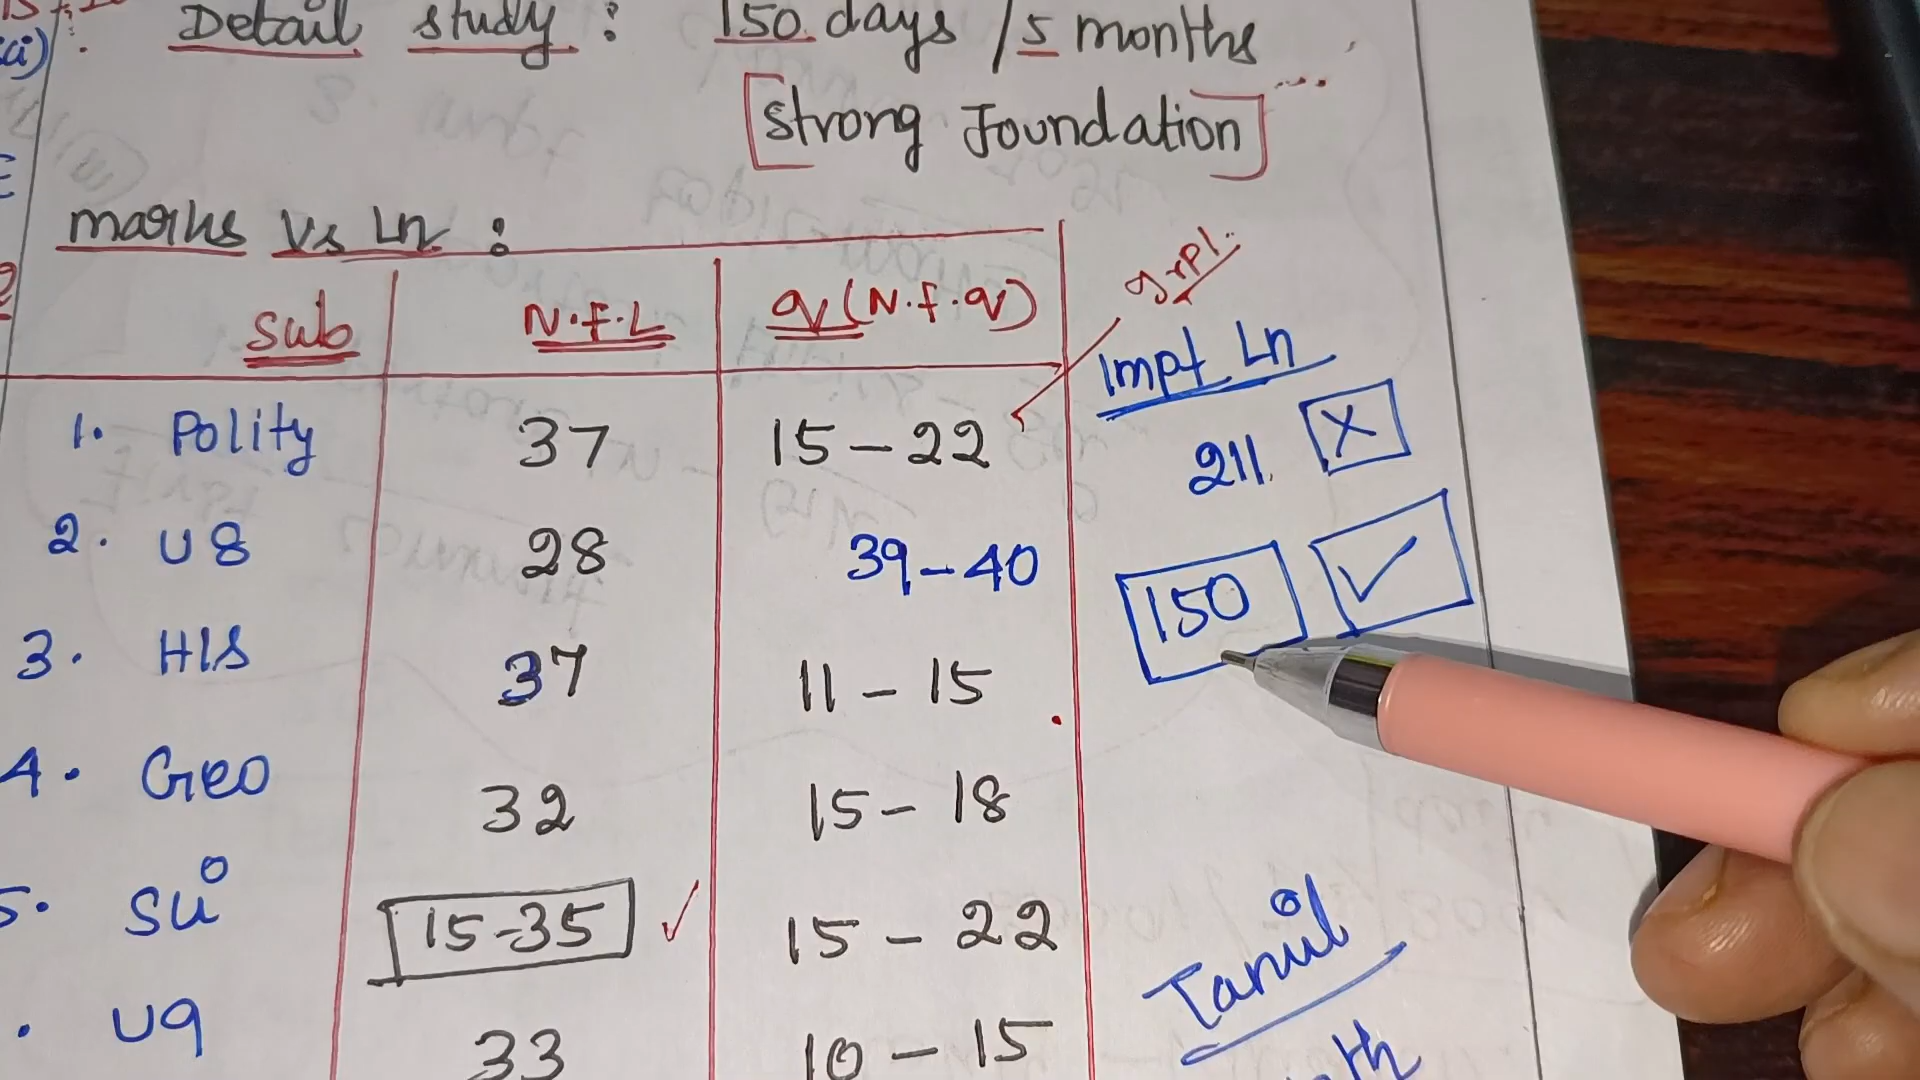 Detail study : 150 days / 5 months
[strong Foundation]
marks Vs Ln :
Sub N.F.L q (N.f.q) grp1.
Impt Ln
1. Polity 37 15 - 22 211 X
2. U8 28 39 - 40 150 ✓
3. HIS 37 11 - 15
4. Geo 32 15 - 18
5. Sci 15-35 ✓ 15 - 22
Tamil
. U9 33 10 - 15